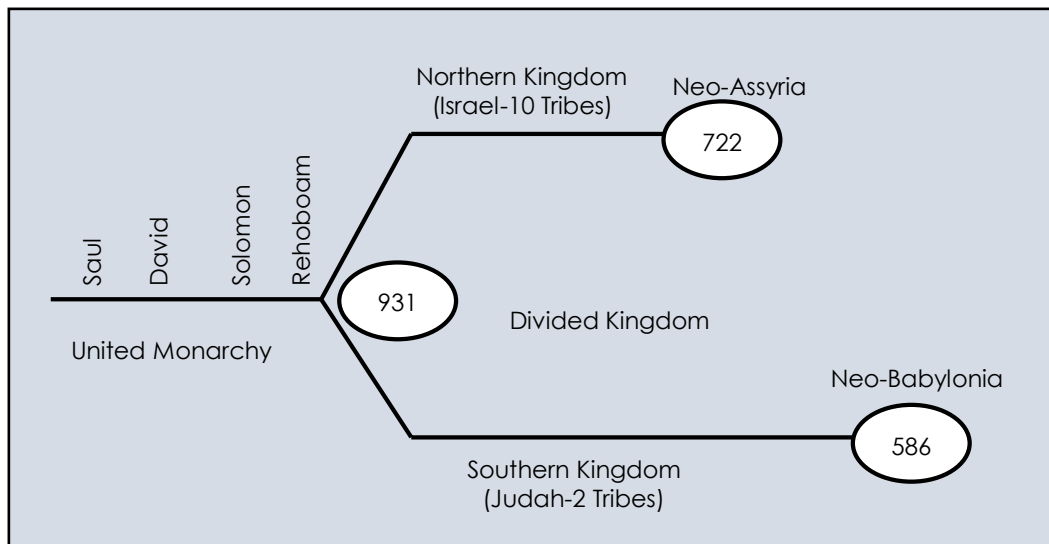 Northern Kingdom
(Israel-10 Tribes)
Neo-Assyria
722
Saul
David
Solomon
Rehoboam
931
United Monarchy
Divided Kingdom
Neo-Babylonia
586
Southern Kingdom
(Judah-2 Tribes)